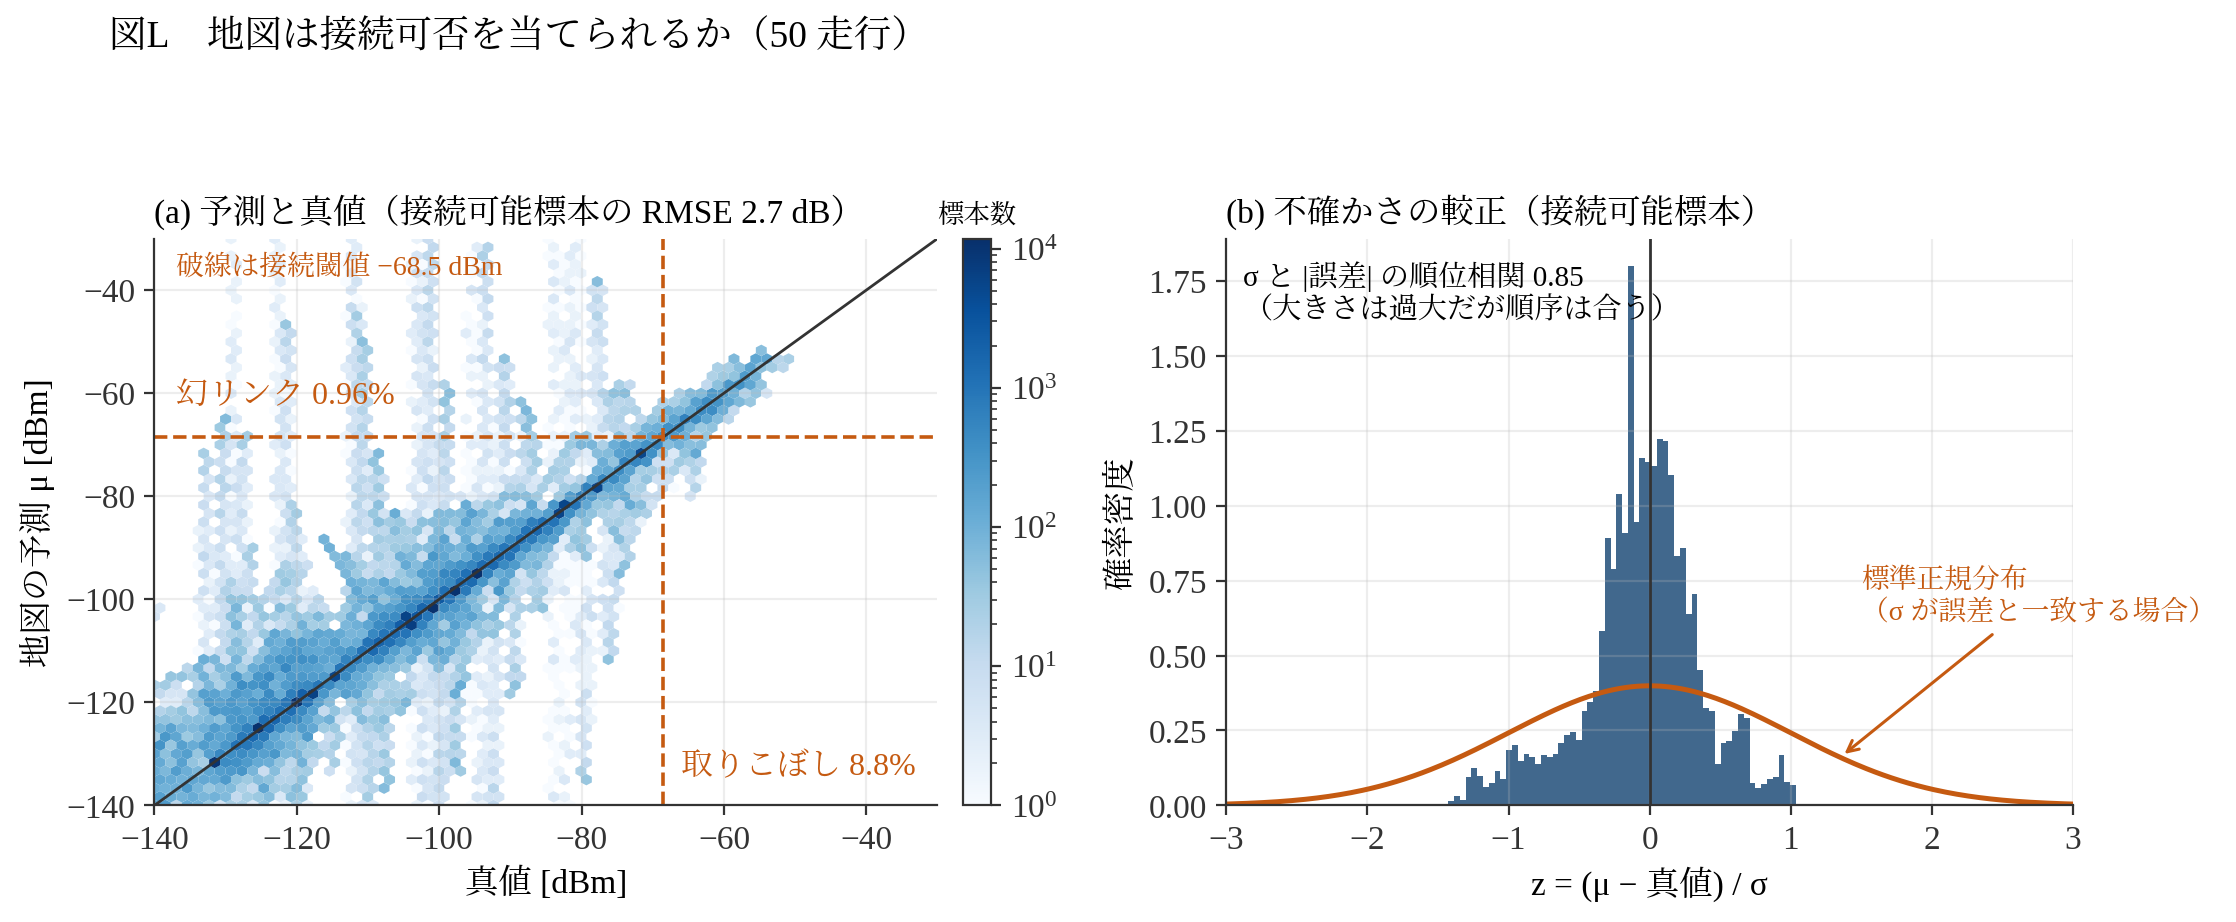 図L　地図は接続可否を当てられるか（50 走行）
(a) 予測と真値（接続可能標本の RMSE 2.7 dB）
標本数
破線は接続閾値 −68.5 dBm
幻リンク 0.96%
取りこぼし 8.8%
地図の予測 μ [dBm]
−40
−60
−80
−100
−120
−140
−140
−120
−100
−80
−60
−40
真値 [dBm]
10⁴
10³
10²
10¹
10⁰
(b) 不確かさの較正（接続可能標本）
σ と |誤差| の順位相関 0.85
（大きさは過大だが順序は合う）
標準正規分布
（σ が誤差と一致する場合）
確率密度
1.75
1.50
1.25
1.00
0.75
0.50
0.25
0.00
−3
−2
−1
0
1
2
3
z = (μ − 真値) / σ